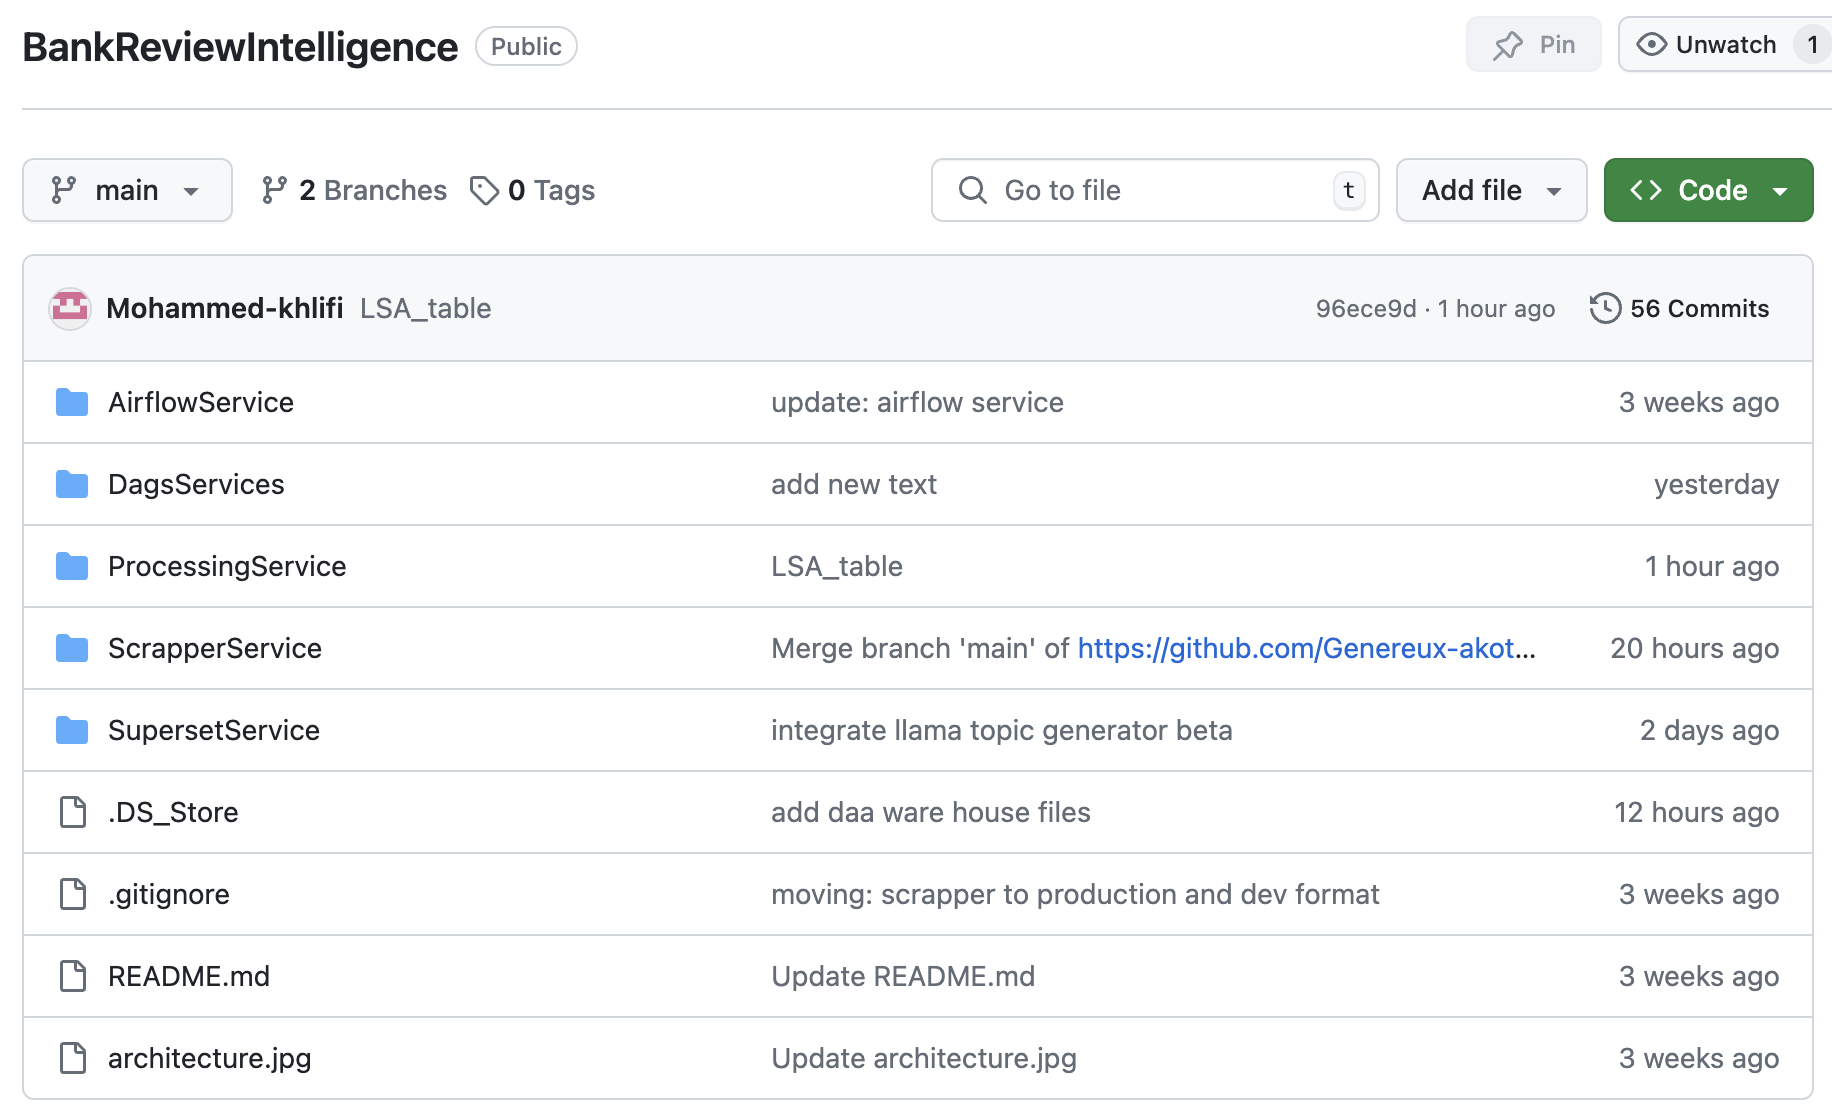 BankReviewIntelligence Public Pin Unwatch 1
main 2 Branches 0 Tags Go to file t Add file Code
Mohammed-khlifi LSA_table 96ece9d · 1 hour ago 56 Commits
AirflowService update: airflow service 3 weeks ago
DagsServices add new text yesterday
ProcessingService LSA_table 1 hour ago
ScrapperService Merge branch 'main' of https://github.com/Genereux-akot... 20 hours ago
SupersetService integrate llama topic generator beta 2 days ago
.DS_Store add daa ware house files 12 hours ago
.gitignore moving: scrapper to production and dev format 3 weeks ago
README.md Update README.md 3 weeks ago
architecture.jpg Update architecture.jpg 3 weeks ago